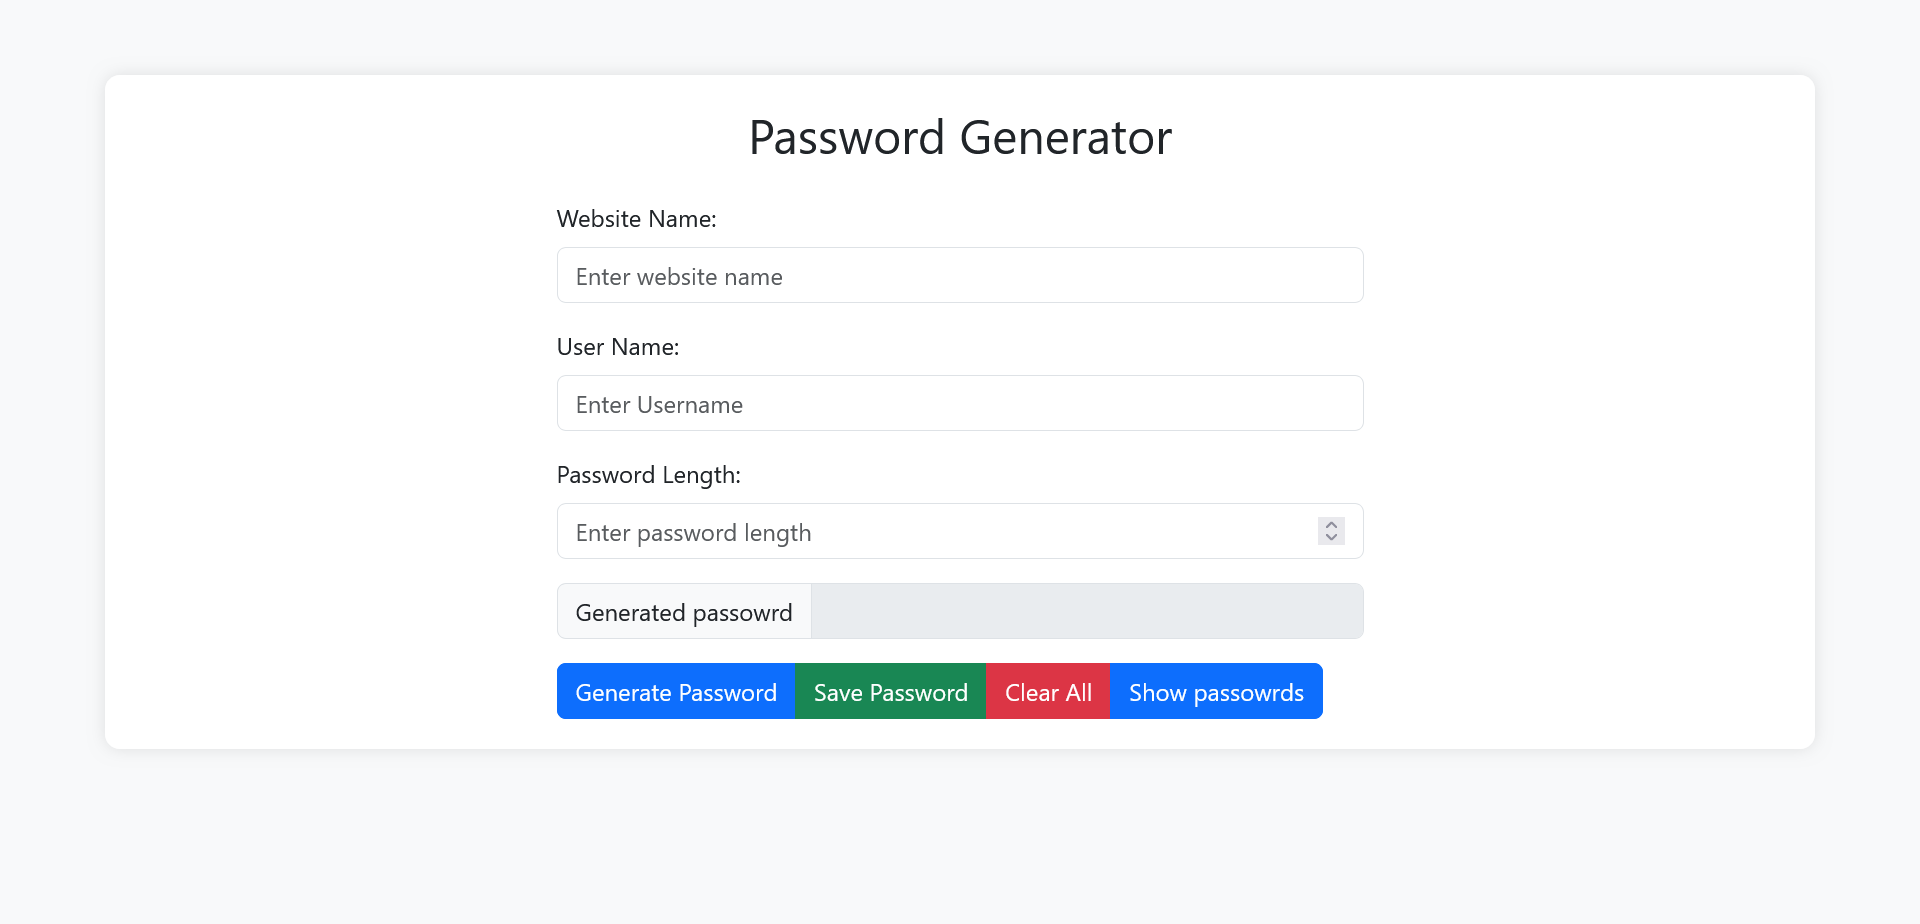 Password Generator
Website Name:
Enter website name
User Name:
Enter Username
Password Length:
Enter password length
Generated passowrd
Generate Password Save Password Clear All Show passowrds